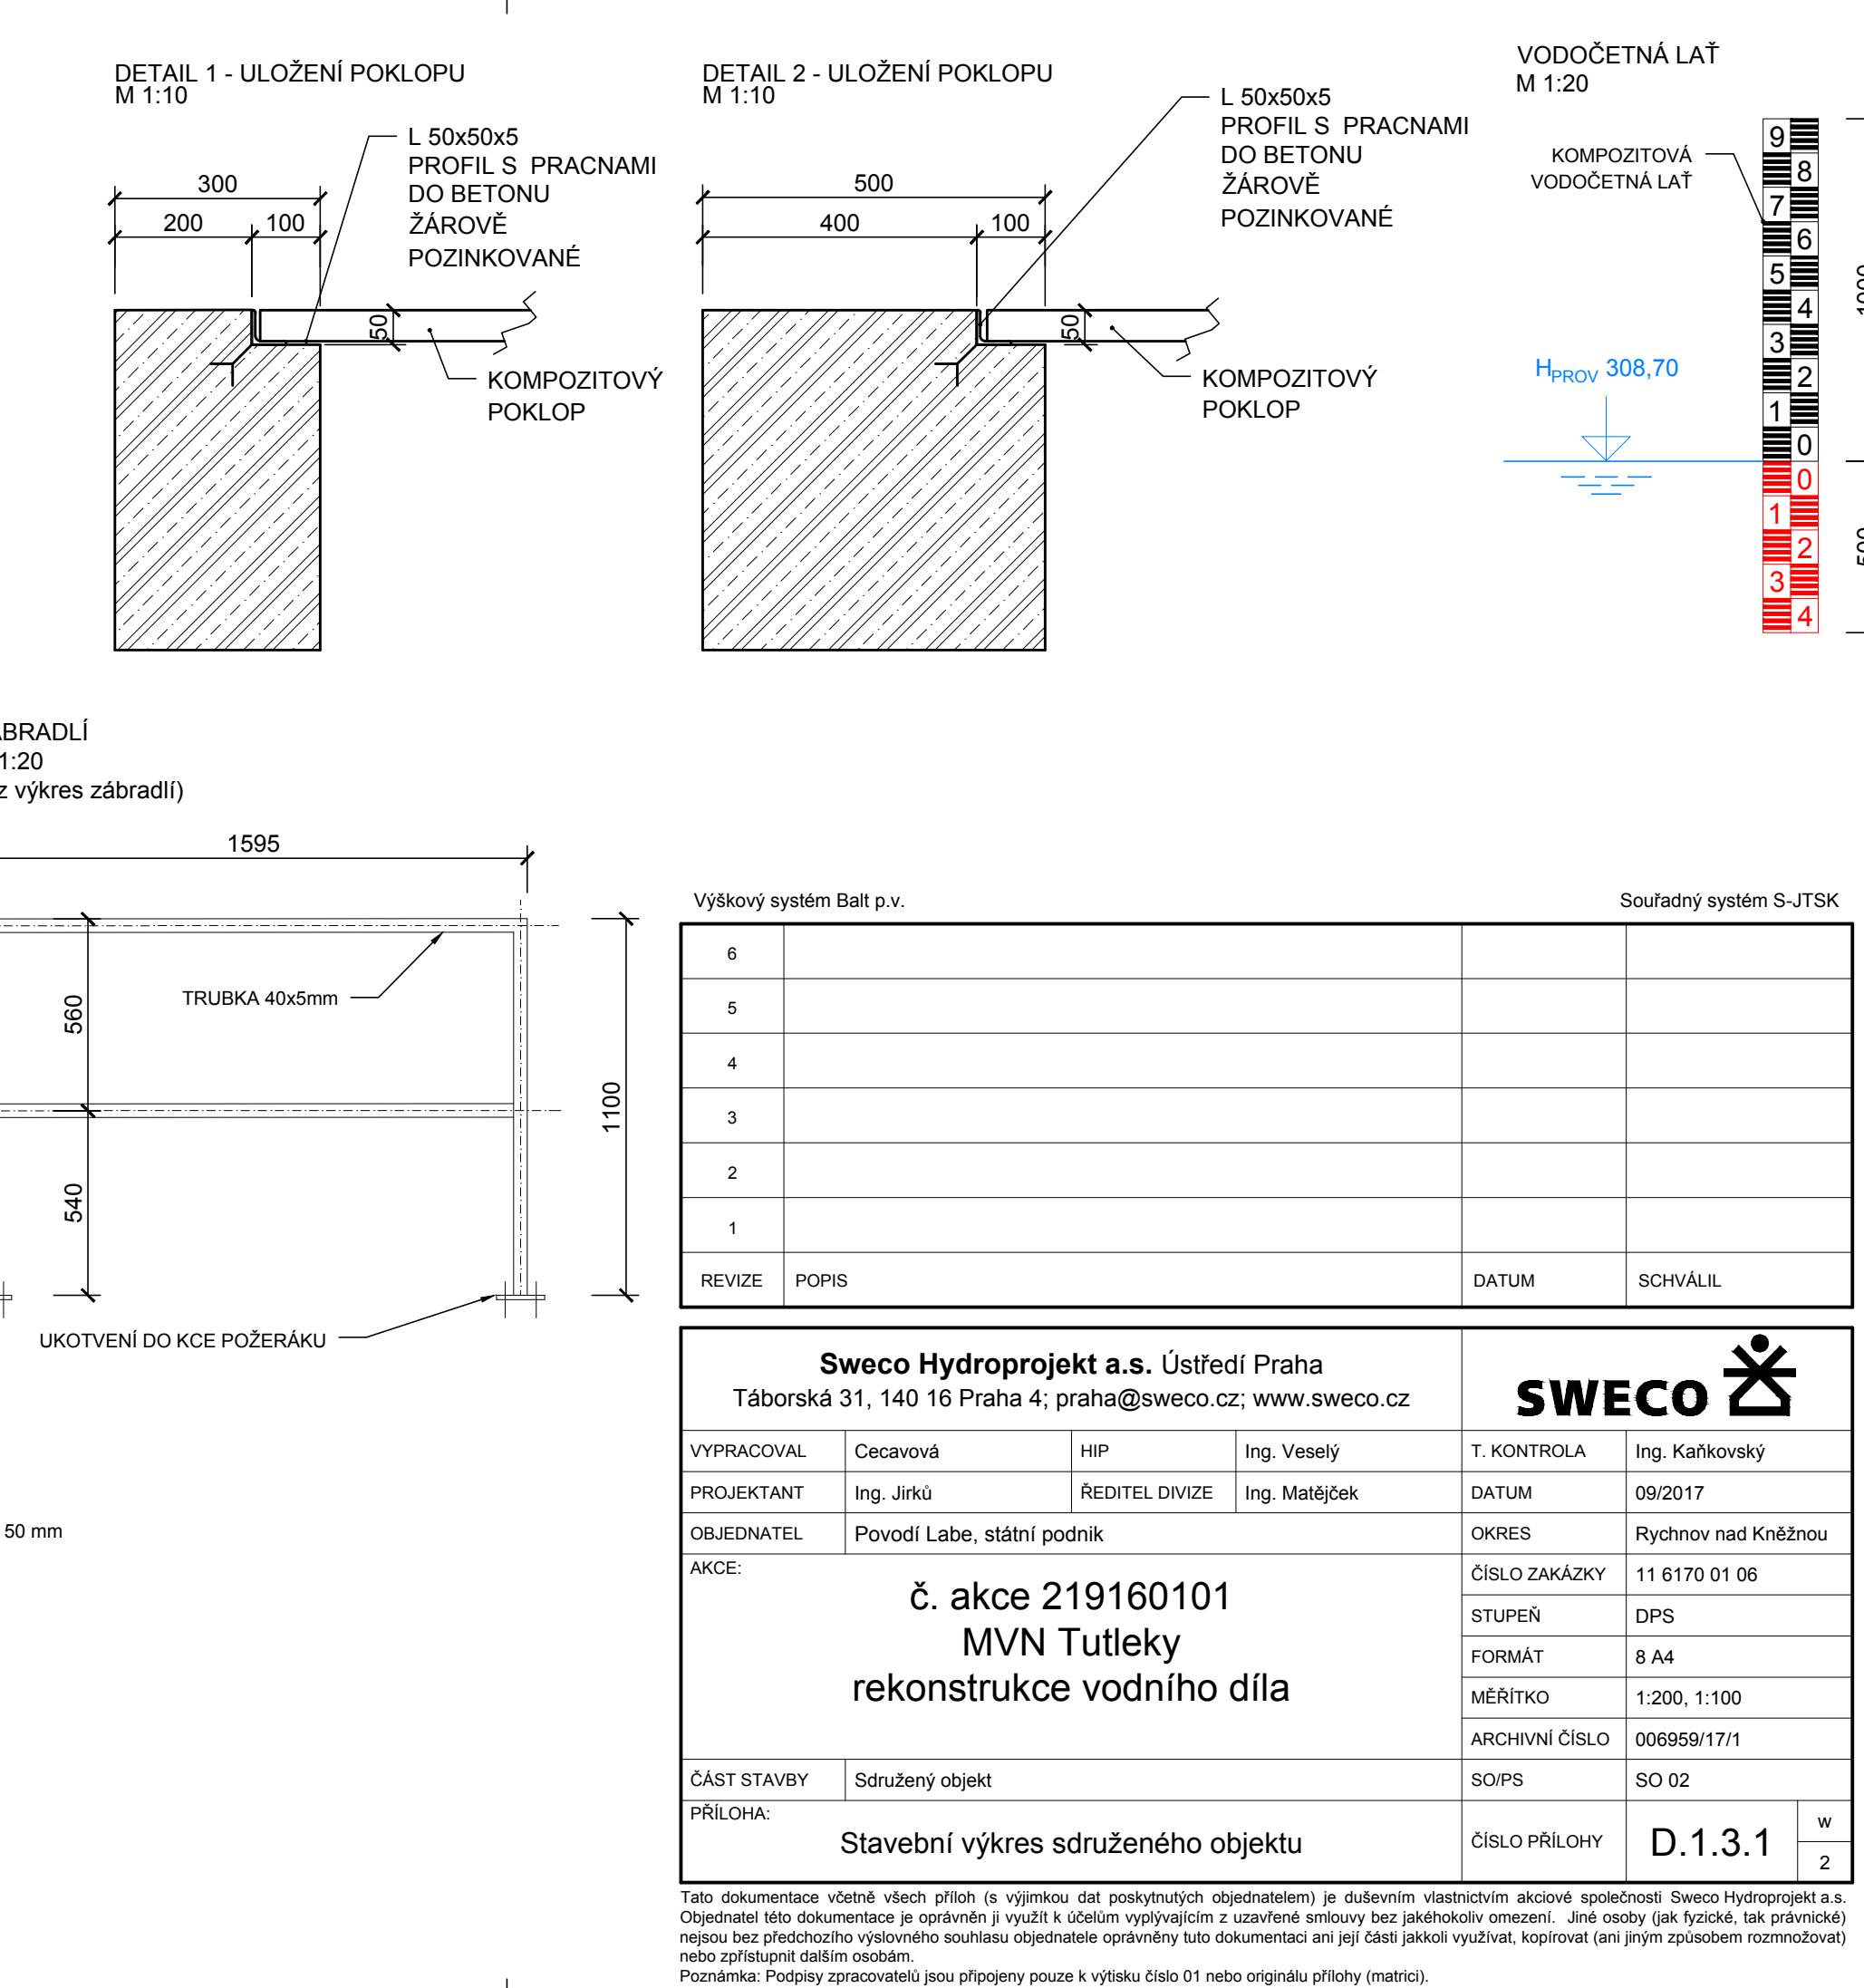 DETAIL 1 - ULOŽENÍ POKLOPU
M 1:10
L 50x50x5
PROFIL S PRACNAMI
DO BETONU
ŽÁROVĚ
POZINKOVANÉ
300
200
100
50
KOMPOZITOVÝ
POKLOP
DETAIL 2 - ULOŽENÍ POKLOPU
M 1:10
L 50x50x5
PROFIL S PRACNAMI
DO BETONU
ŽÁROVĚ
POZINKOVANÉ
500
400
100
50
KOMPOZITOVÝ
POKLOP
VODOČETNÁ LAŤ
M 1:20
KOMPOZITOVÁ
VODOČETNÁ LAŤ
9
8
7
6
5
4
3
2
1
0
0
1
2
3
4
1000
500
HPROV 308,70
ABRADLÍ
1:20
z výkres zábradlí)
1595
560
TRUBKA 40x5mm
540
1100
UKOTVENÍ DO KCE POŽERÁKU
50 mm
Výškový systém Balt p.v. Souřadný systém S-JTSK
6
5
4
3
2
1
REVIZE POPIS DATUM SCHVÁLIL
Sweco Hydroprojekt a.s. Ústředí Praha
Táborská 31, 140 16 Praha 4; praha@sweco.cz; www.sweco.cz
SWECO
VYPRACOVAL Cecavová HIP Ing. Veselý T. KONTROLA Ing. Kaňkovský
PROJEKTANT Ing. Jirků ŘEDITEL DIVIZE Ing. Matějček DATUM 09/2017
OBJEDNATEL Povodí Labe, státní podnik OKRES Rychnov nad Kněžnou
AKCE:
č. akce 219160101
MVN Tutleky
rekonstrukce vodního díla
ČÍSLO ZAKÁZKY 11 6170 01 06
STUPEŇ DPS
FORMÁT 8 A4
MĚŘÍTKO 1:200, 1:100
ARCHIVNÍ ČÍSLO 006959/17/1
ČÁST STAVBY Sdružený objekt SO/PS SO 02
PŘÍLOHA:
Stavební výkres sdruženého objektu
ČÍSLO PŘÍLOHY D.1.3.1
w
2
Tato dokumentace včetně všech příloh (s výjimkou dat poskytnutých objednatelem) je duševním vlastnictvím akciové společnosti Sweco Hydroprojekt a.s.
Objednatel této dokumentace je oprávněn ji využít k účelům vyplývajícím z uzavřené smlouvy bez jakéhokoliv omezení. Jiné osoby (jak fyzické, tak právnické)
nejsou bez předchozího výslovného souhlasu objednatele oprávněny tuto dokumentaci ani její části jakkoli využívat, kopírovat (ani jiným způsobem rozmnožovat)
nebo zpřístupnit dalším osobám.
Poznámka: Podpisy zpracovatelů jsou připojeny pouze k výtisku číslo 01 nebo originálu přílohy (matrici).